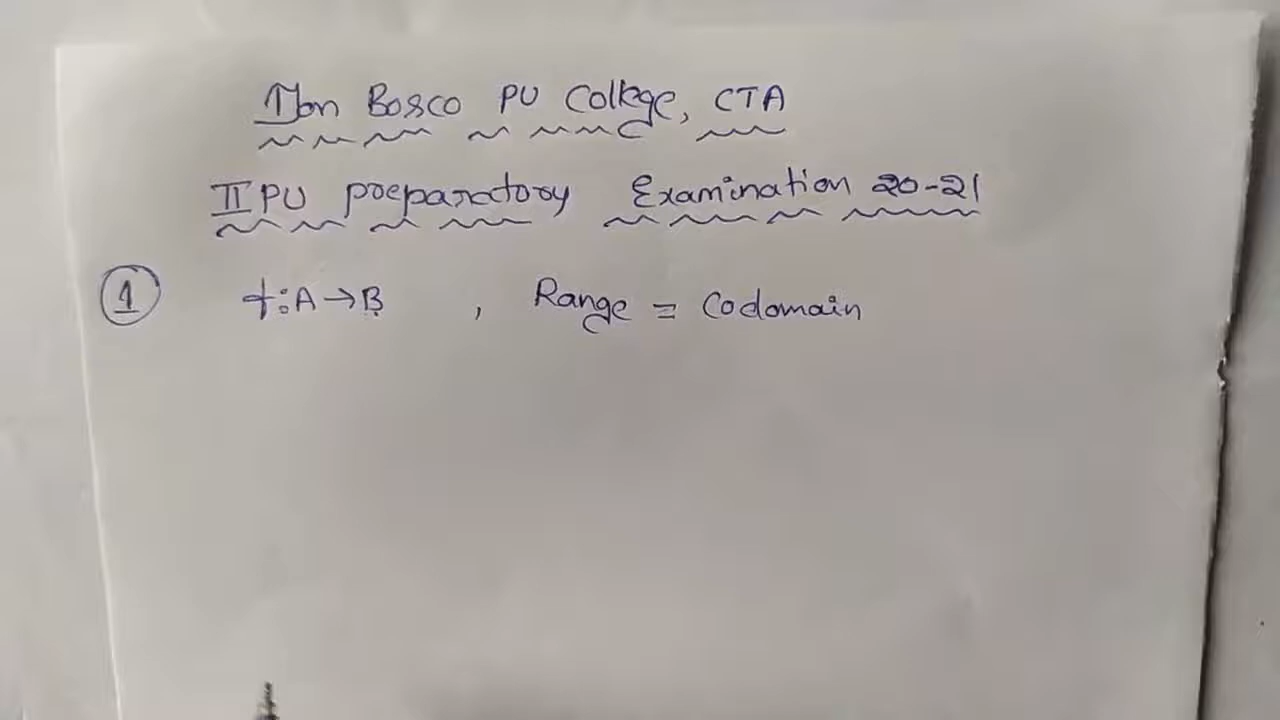 Don Bosco PU College, CTA
II PU preparatory Examination 20-21
1 f:A→B , Range = Codomain